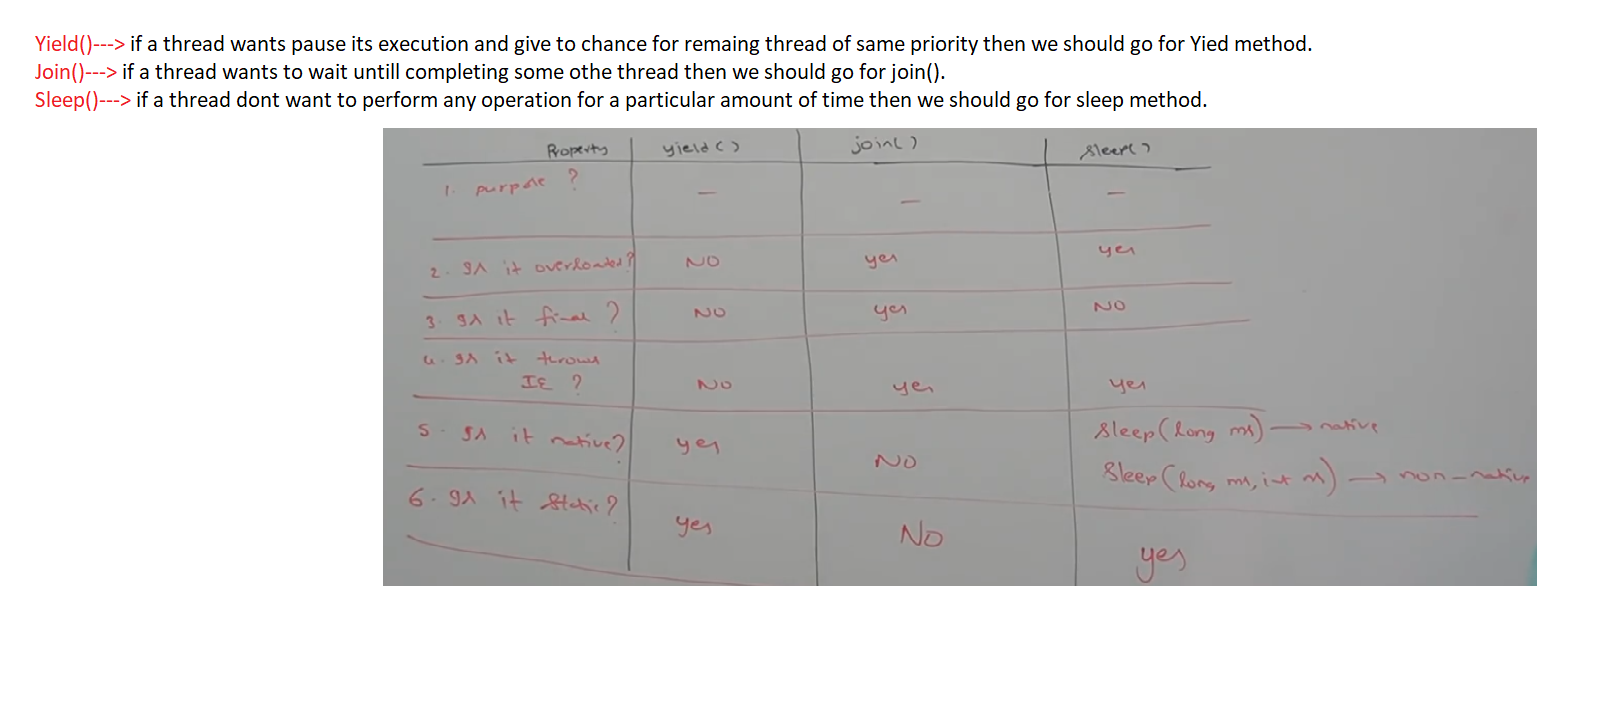 Yield()---> if a thread wants pause its execution and give to chance for remaing thread of same priority then we should go for Yied method.
Join()---> if a thread wants to wait untill completing some othe thread then we should go for join().
Sleep()---> if a thread dont want to perform any operation for a particular amount of time then we should go for sleep method.
Property yield() join() sleep()
1. purpose ? — — —
2. Is it overloaded? NO yes yes
3. Is it final ? NO yes NO
4. Is it throws
IE ? NO yes yes
5. Is it native? yes NO sleep(long ms) → native
sleep(long ms, int ns) → non-native
6. Is it static? yes NO yes